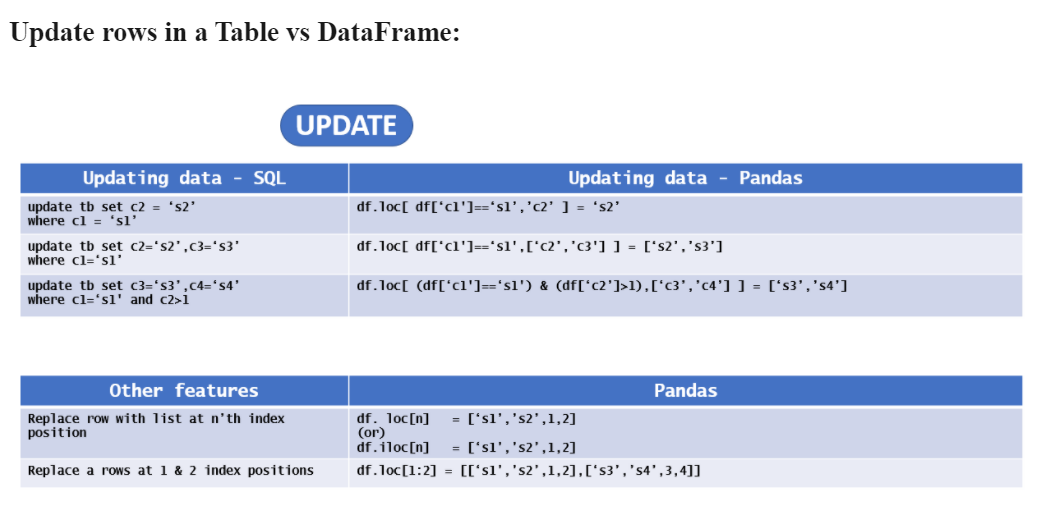 Update rows in a Table vs DataFrame:
UPDATE
Updating data - SQL
Updating data - Pandas
update tb set c2 = ‘s2’
where c1 = ‘s1’
df.loc[ df[‘c1']==‘s1’,’c2’ ] = ‘s2’
update tb set c2=‘s2’,c3=‘s3’
where c1=‘s1’
df.loc[ df[‘c1']==‘s1’,[‘c2’,’c3’] ] = [‘s2’,’s3’]
update tb set c3=‘s3’,c4=‘s4’
where c1=‘s1' and c2>1
df.loc[ (df[‘c1']==‘s1’) & (df[‘c2’]>1),[‘c3’,’c4’] ] = [‘s3’,’s4’]
Other features
Pandas
Replace row with list at n’th index
position
df. loc[n] = [‘s1’,’s2’,1,2]
(or)
df.iloc[n] = [‘s1’,’s2’,1,2]
Replace a rows at 1 & 2 index positions
df.loc[1:2] = [[‘s1’,’s2’,1,2],[‘s3’,’s4’,3,4]]